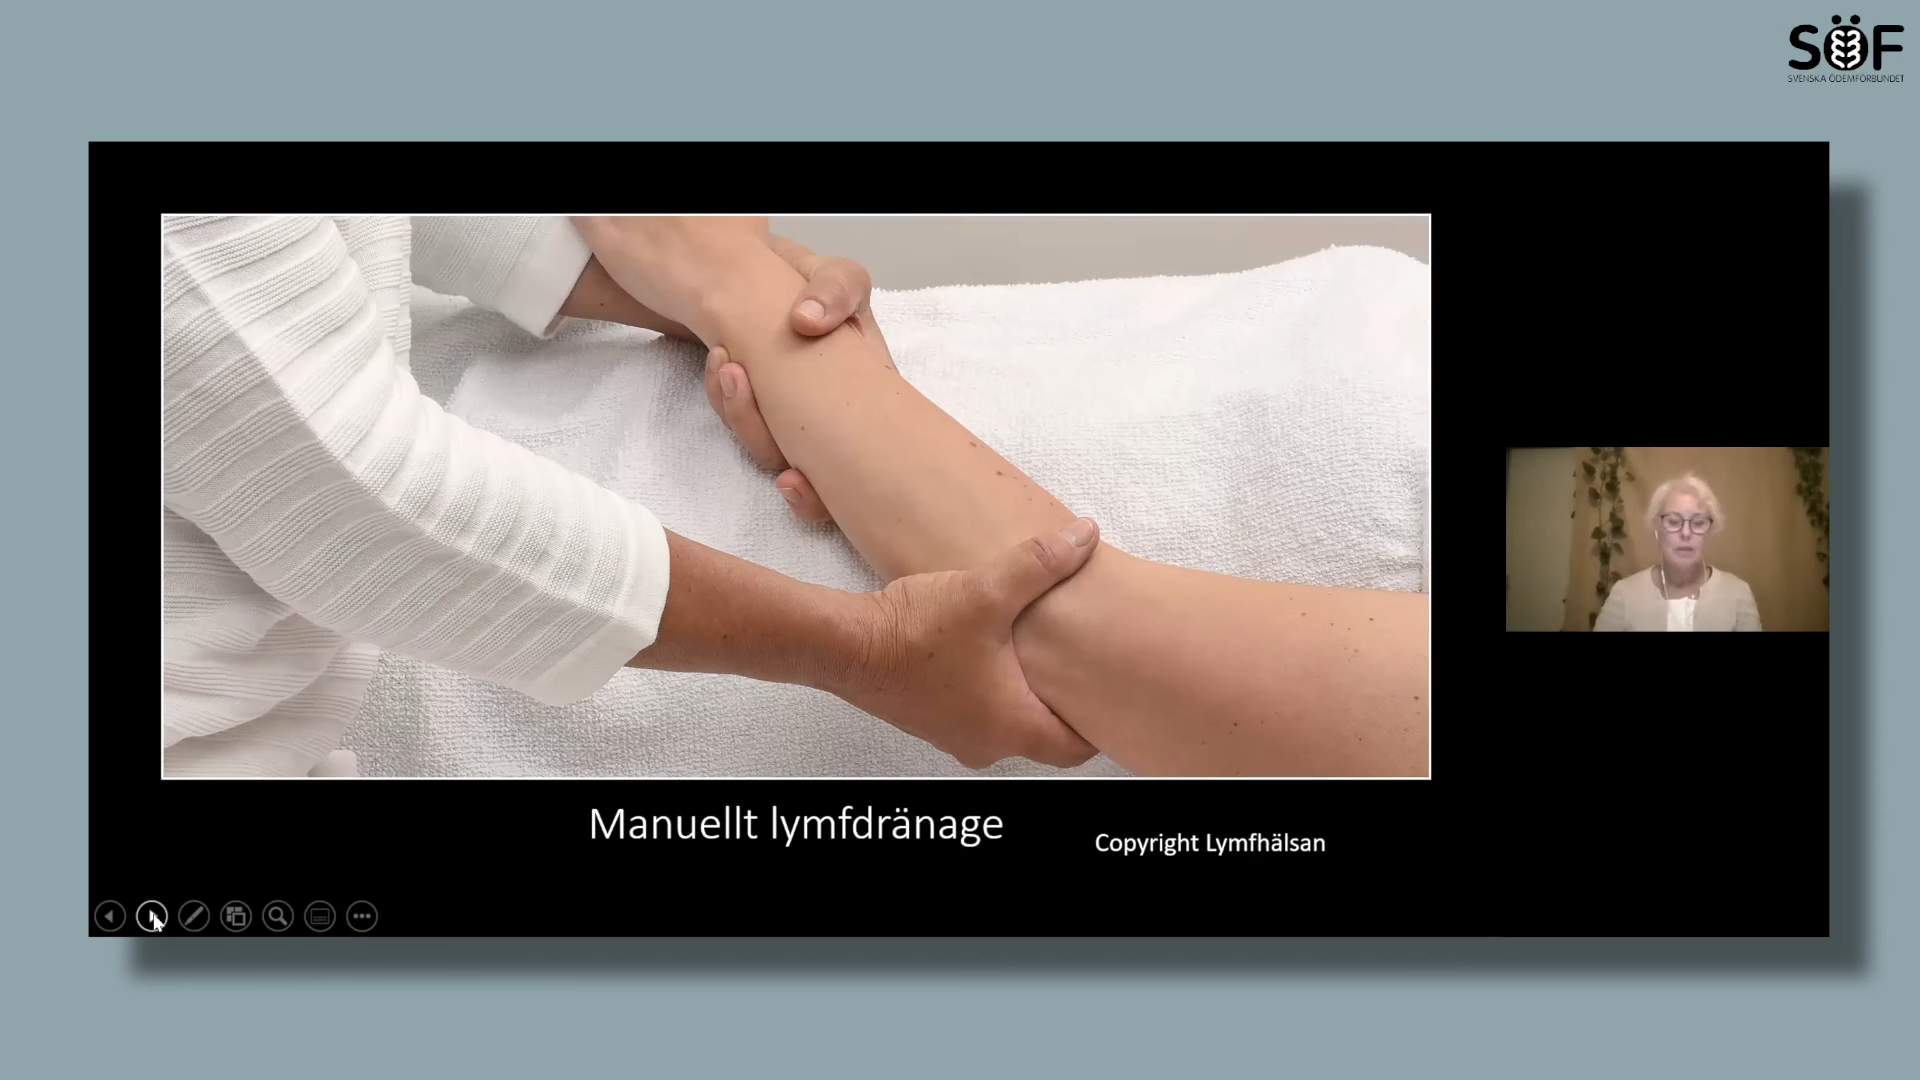 SÖF
SVENSKA ÖDEMFÖRBUNDET
Manuellt lymfdränage
Copyright Lymfhälsan